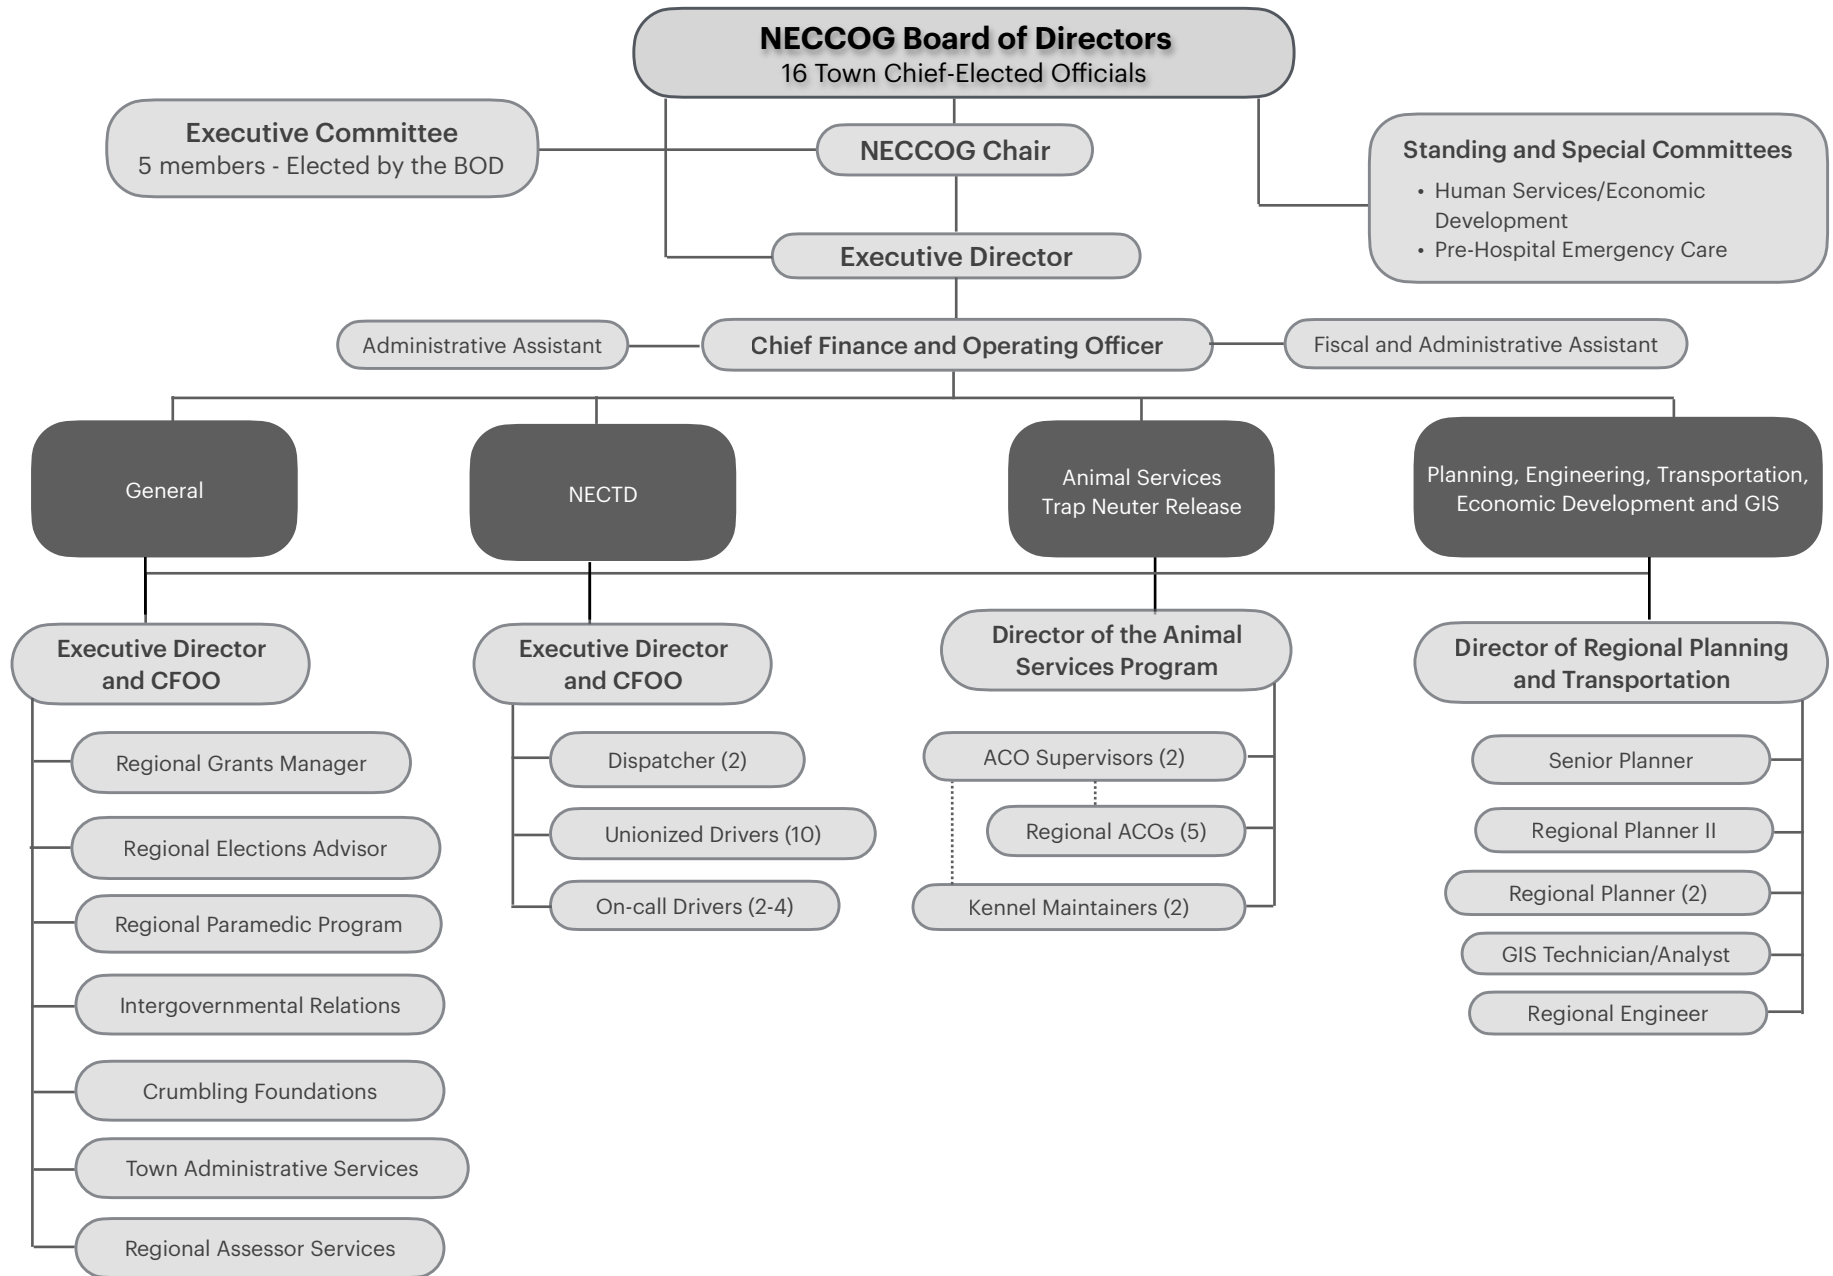 NECCOG Board of Directors
16 Town Chief-Elected Officials
Executive Committee
5 members - Elected by the BOD
NECCOG Chair
Standing and Special Committees
• Human Services/Economic
Development
• Pre-Hospital Emergency Care
Executive Director
Administrative Assistant
Chief Finance and Operating Officer
Fiscal and Administrative Assistant
General
NECTD
Animal Services
Trap Neuter Release
Planning, Engineering, Transportation,
Economic Development and GIS
Executive Director
and CFOO
Regional Grants Manager
Regional Elections Advisor
Regional Paramedic Program
Intergovernmental Relations
Crumbling Foundations
Town Administrative Services
Regional Assessor Services
Executive Director
and CFOO
Dispatcher (2)
Unionized Drivers (10)
On-call Drivers (2-4)
Director of the Animal
Services Program
ACO Supervisors (2)
Regional ACOs (5)
Kennel Maintainers (2)
Director of Regional Planning
and Transportation
Senior Planner
Regional Planner II
Regional Planner (2)
GIS Technician/Analyst
Regional Engineer